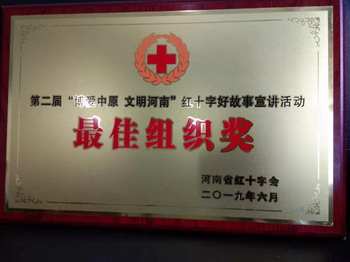 第二届“博爱中原 文明河南”红十字好故事宣讲活动
最佳组织奖
河南省红十字会
二〇一九年六月